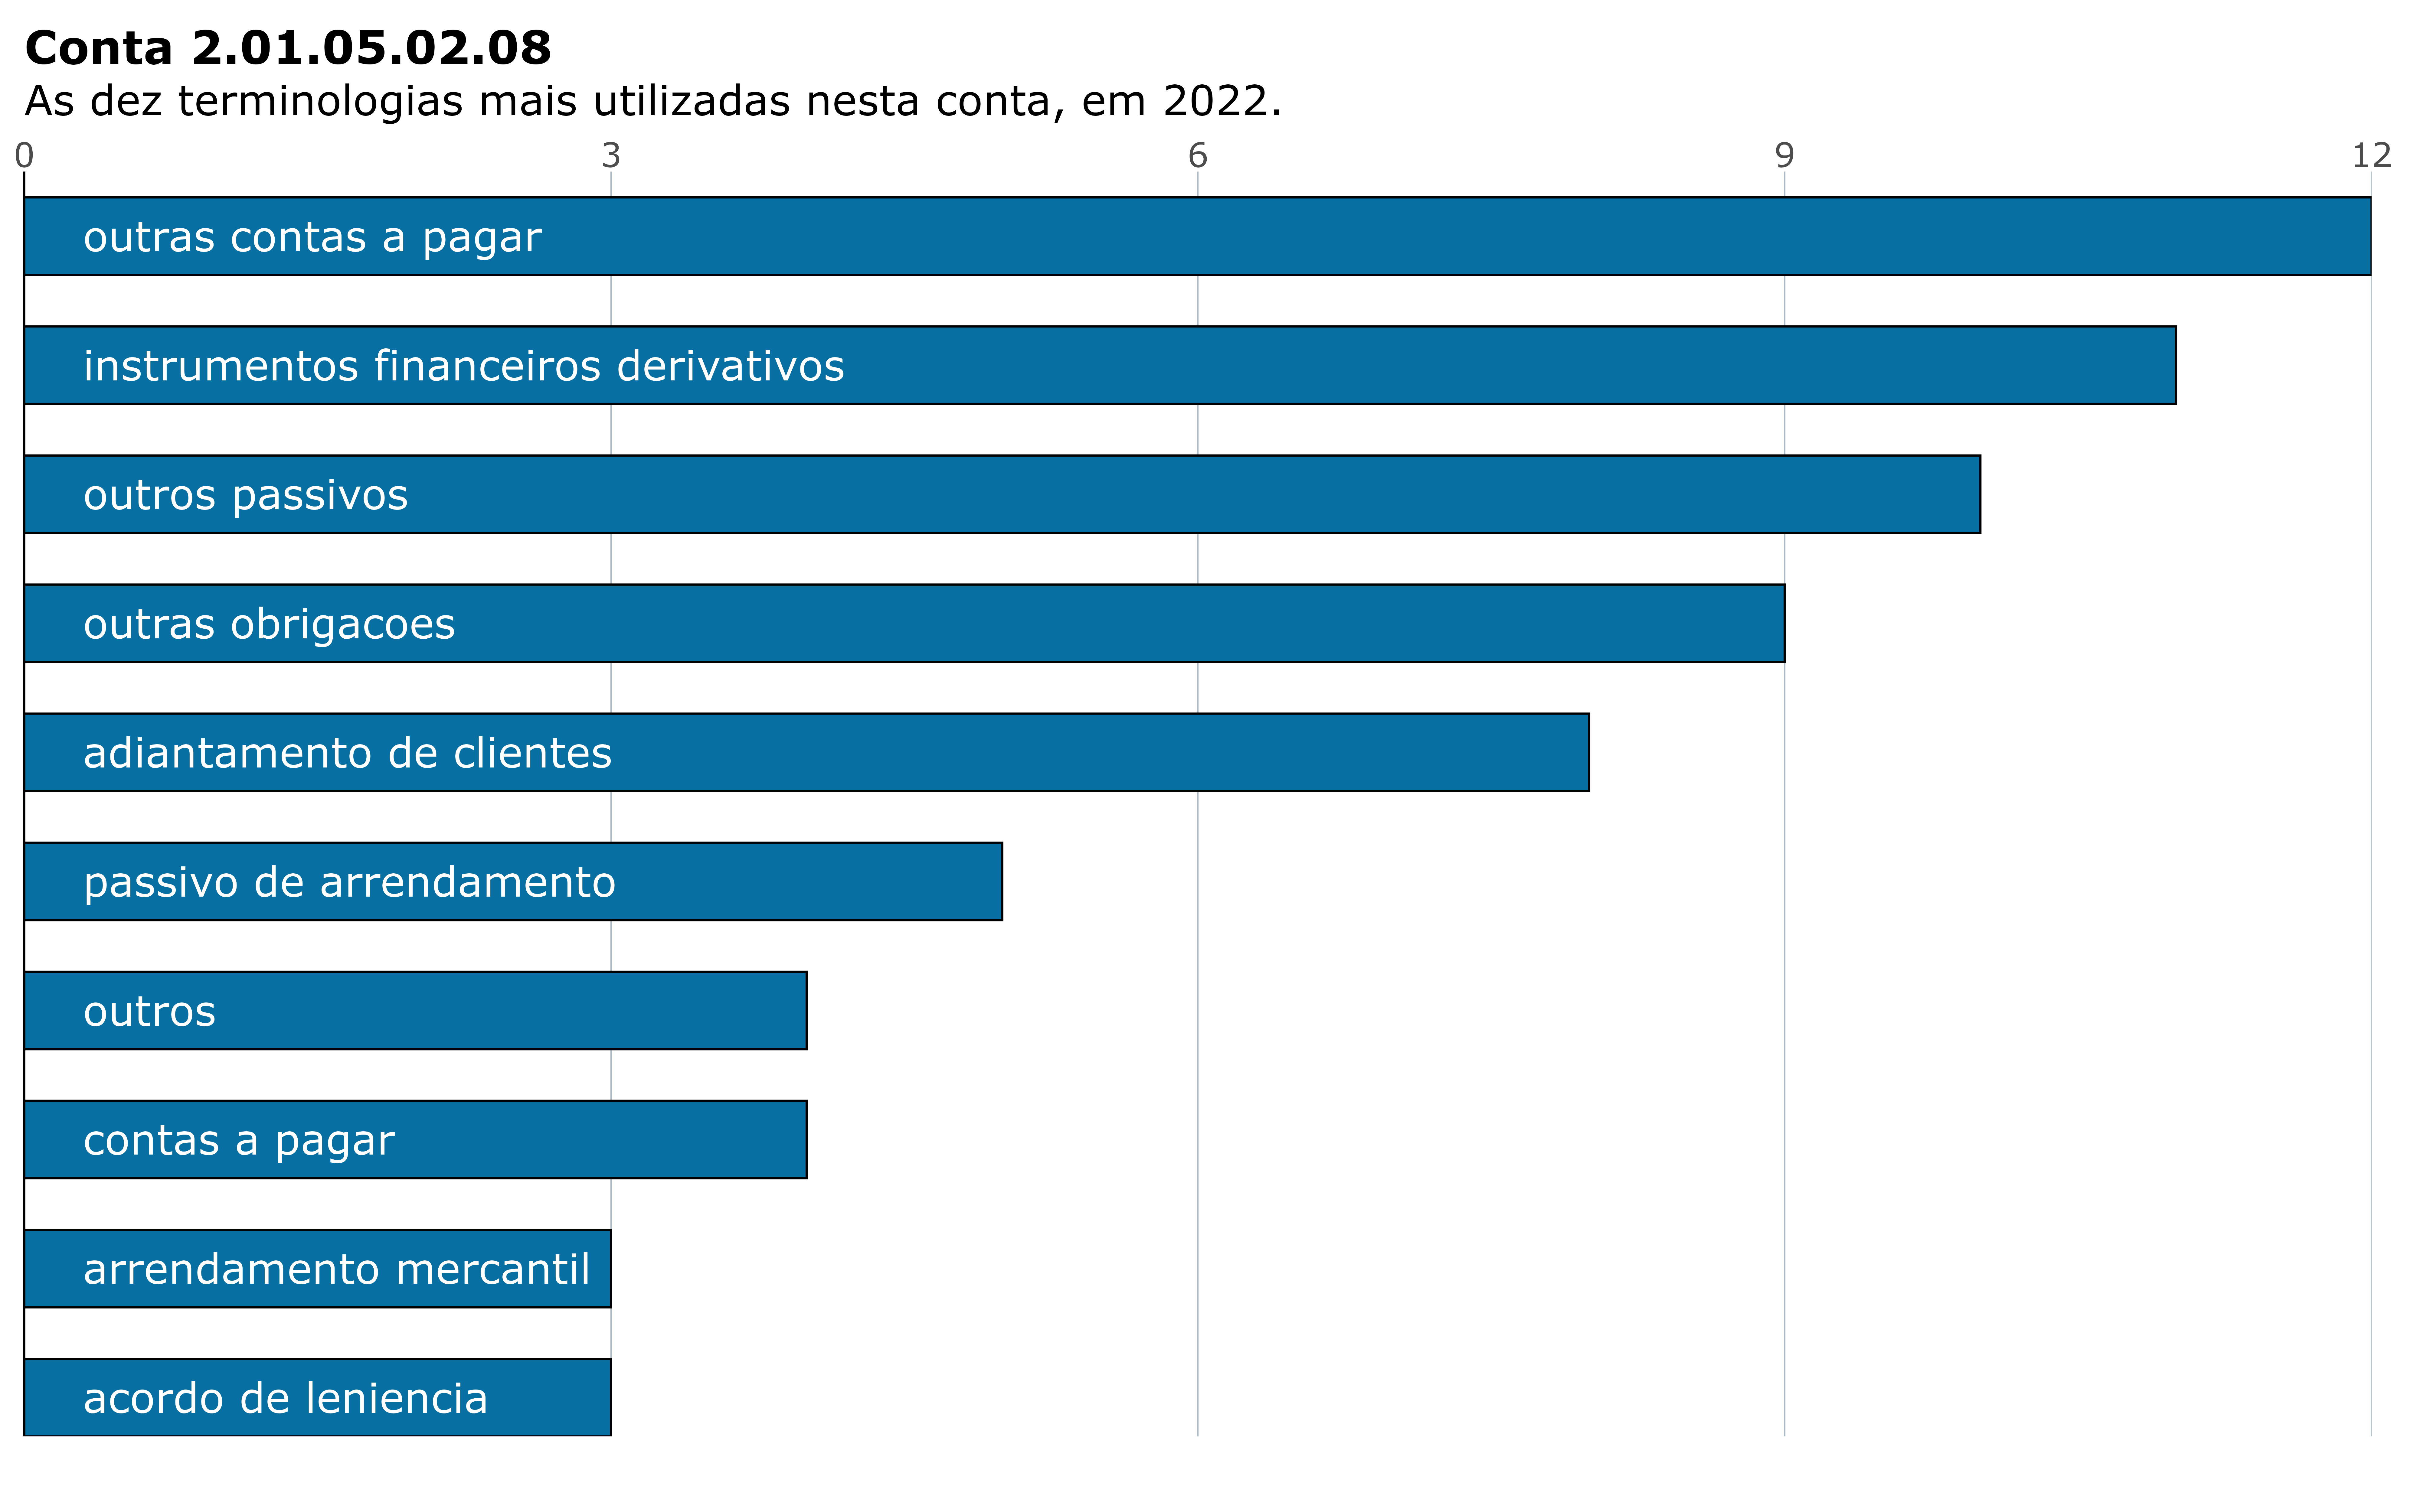 Conta 2.01.05.02.08
As dez terminologias mais utilizadas nesta conta, em 2022.
0 3 6 9 12
outras contas a pagar
instrumentos financeiros derivativos
outros passivos
outras obrigacoes
adiantamento de clientes
passivo de arrendamento
outros
contas a pagar
arrendamento mercantil
acordo de leniencia